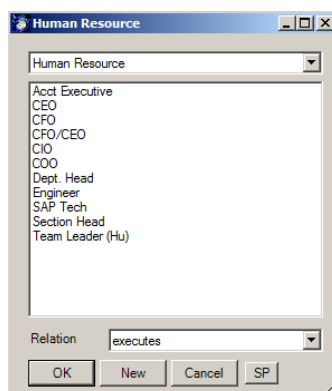 Human Resource
Human Resource
Acct Executive
CEO
CFO
CFO/CEO
CIO
COO
Dept. Head
Engineer
SAP Tech
Section Head
Team Leader (Hu)
Relation executes
OK New Cancel SP